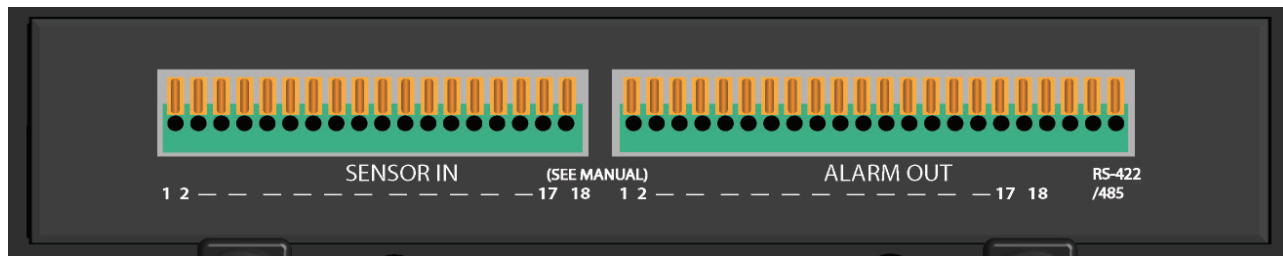 SENSOR IN (SEE MANUAL) ALARM OUT RS-422
1 2 — — — — — — — — — — — — 17 18 1 2 — — — — — — — — — — — — 17 18 /485